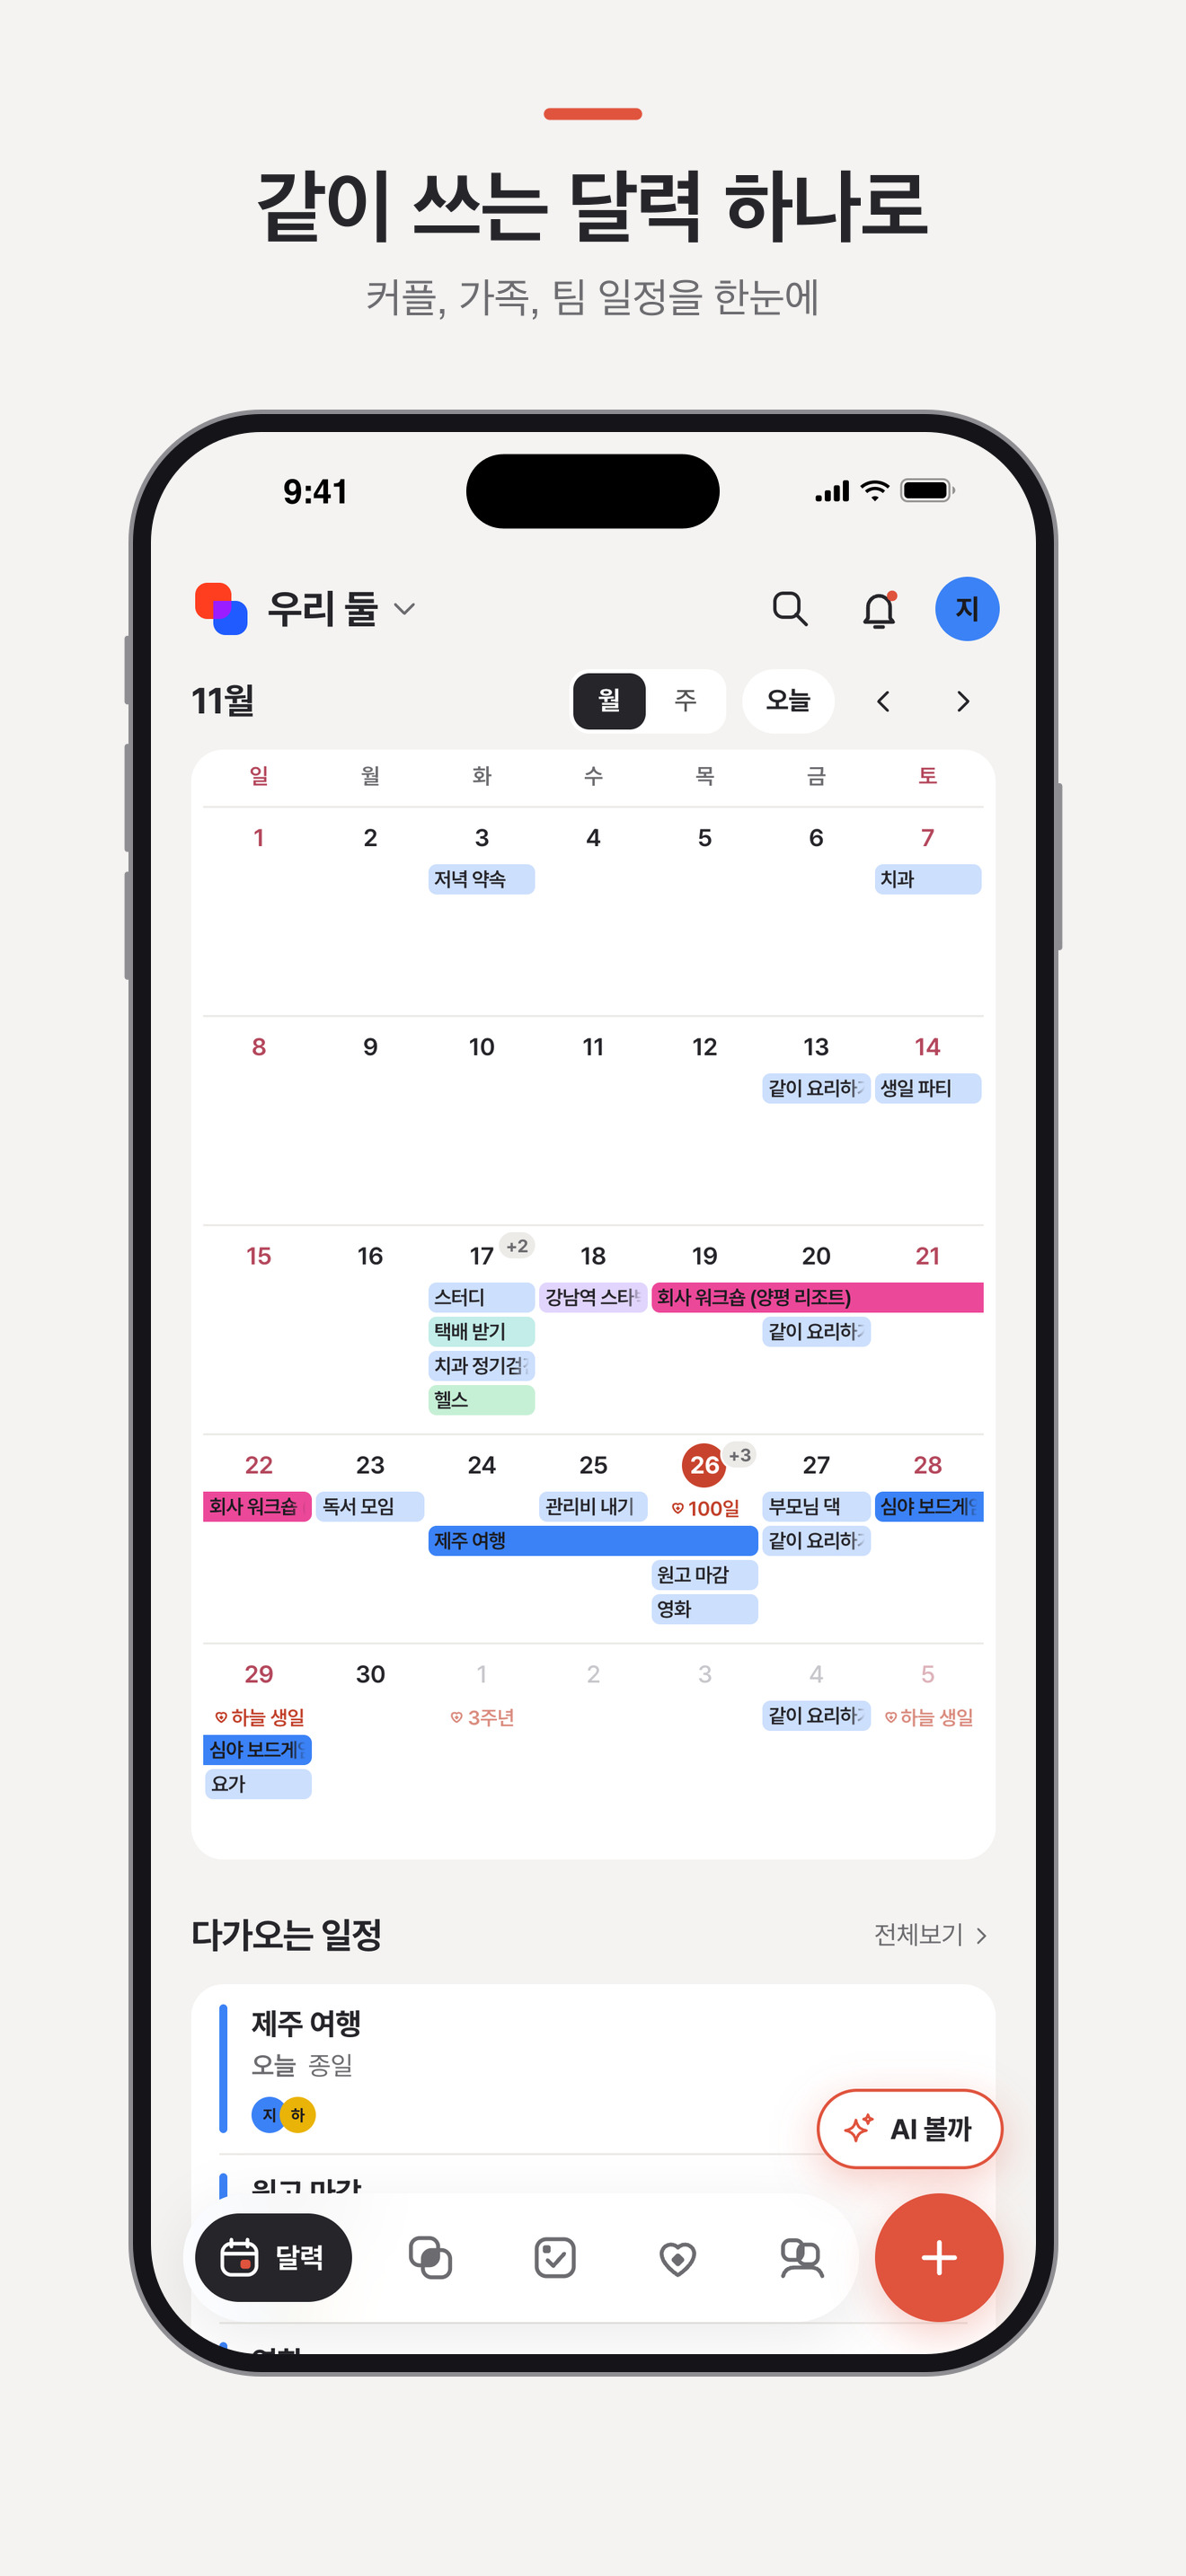 같이 쓰는 달력 하나로
커플, 가족, 팀 일정을 한눈에
9:41
우리 둘
지
11월
월 주 오늘
일 월 화 수 목 금 토
1 2 3 4 5 6 7
저녁 약속 치과
8 9 10 11 12 13 14
같이 요리하 생일 파티
15 16 17 +2 18 19 20 21
스터디 강남역 스타 회사 워크숍 (양평 리조트)
택배 받기 같이 요리하
치과 정기검
헬스
22 23 24 25 26 +3 27 28
회사 워크숍 독서 모임 관리비 내기 100일 부모님 댁 심야 보드게
제주 여행 같이 요리하
원고 마감
영화
29 30 1 2 3 4 5
하늘 생일 3주년 같이 요리하 하늘 생일
심야 보드게
요가
다가오는 일정 전체보기
제주 여행
오늘 종일
지 하
AI 볼까
원고 마감
달력